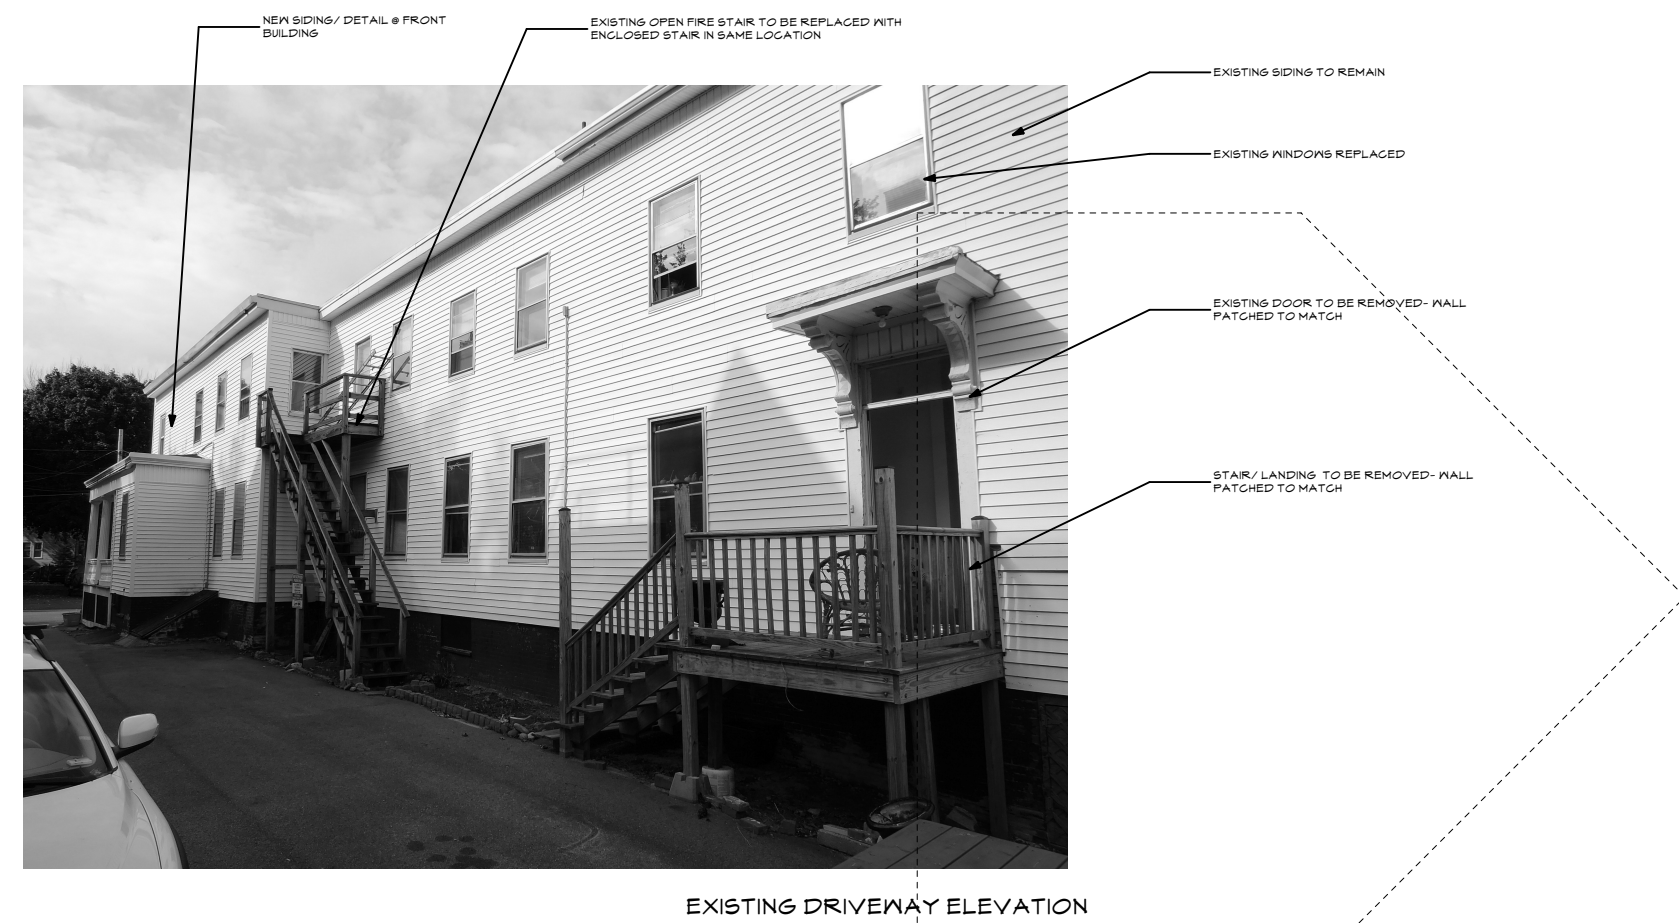 NEW SIDING/ DETAIL @ FRONT
BUILDING
EXISTING OPEN FIRE STAIR TO BE REPLACED WITH
ENCLOSED STAIR IN SAME LOCATION
EXISTING SIDING TO REMAIN
EXISTING WINDOWS REPLACED
EXISTING DOOR TO BE REMOVED- WALL
PATCHED TO MATCH
STAIR/ LANDING TO BE REMOVED- WALL
PATCHED TO MATCH
EXISTING DRIVEWAY ELEVATION